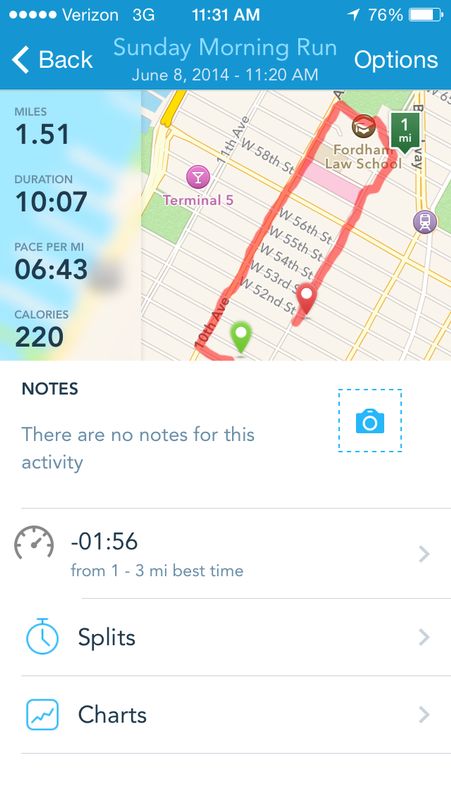 Verizon 3G 11:31 AM 76%
Back Sunday Morning Run Options
June 8, 2014 - 11:20 AM
MILES
1.51
DURATION
10:07
PACE PER MI
06:43
CALORIES
220
11th Ave
W 58th St
Terminal 5
Fordham
Law School
1
mi
W 56th St
W 55th St
W 54th St
W 53rd
W 52nd St
10th Ave
NOTES
There are no notes for this
activity
-01:56
from 1 - 3 mi best time
Splits
Charts